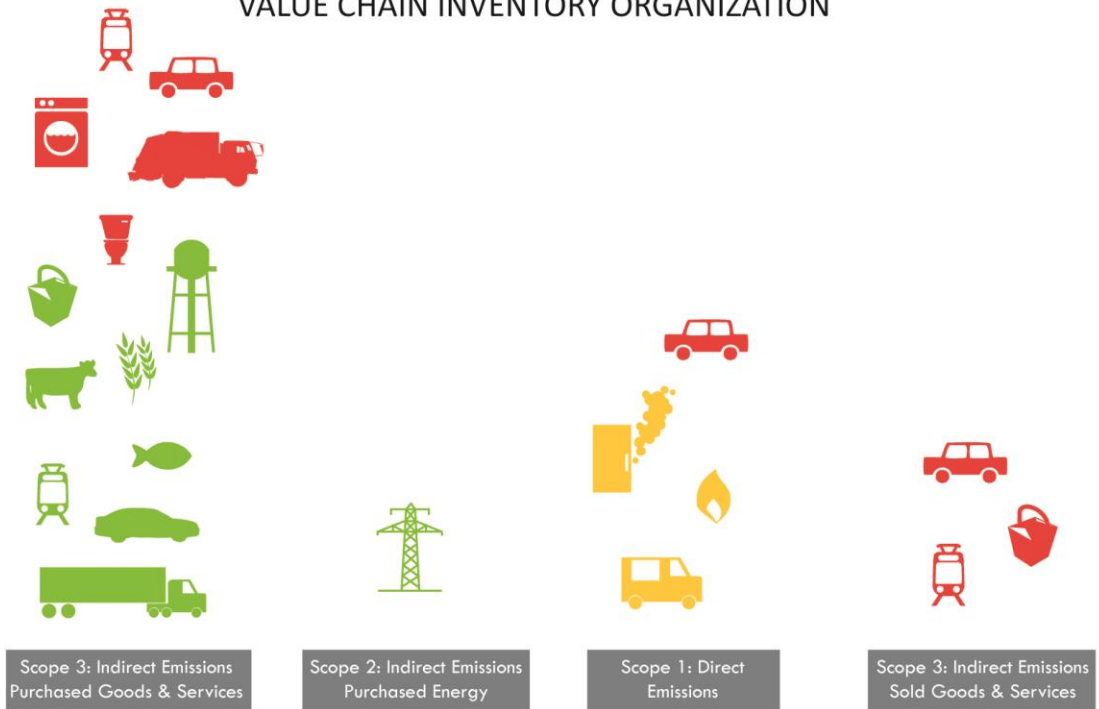 VALUE CHAIN INVENTORY ORGANIZATION
Scope 3: Indirect Emissions
Purchased Goods & Services
Scope 2: Indirect Emissions
Purchased Energy
Scope 1: Direct
Emissions
Scope 3: Indirect Emissions
Sold Goods & Services